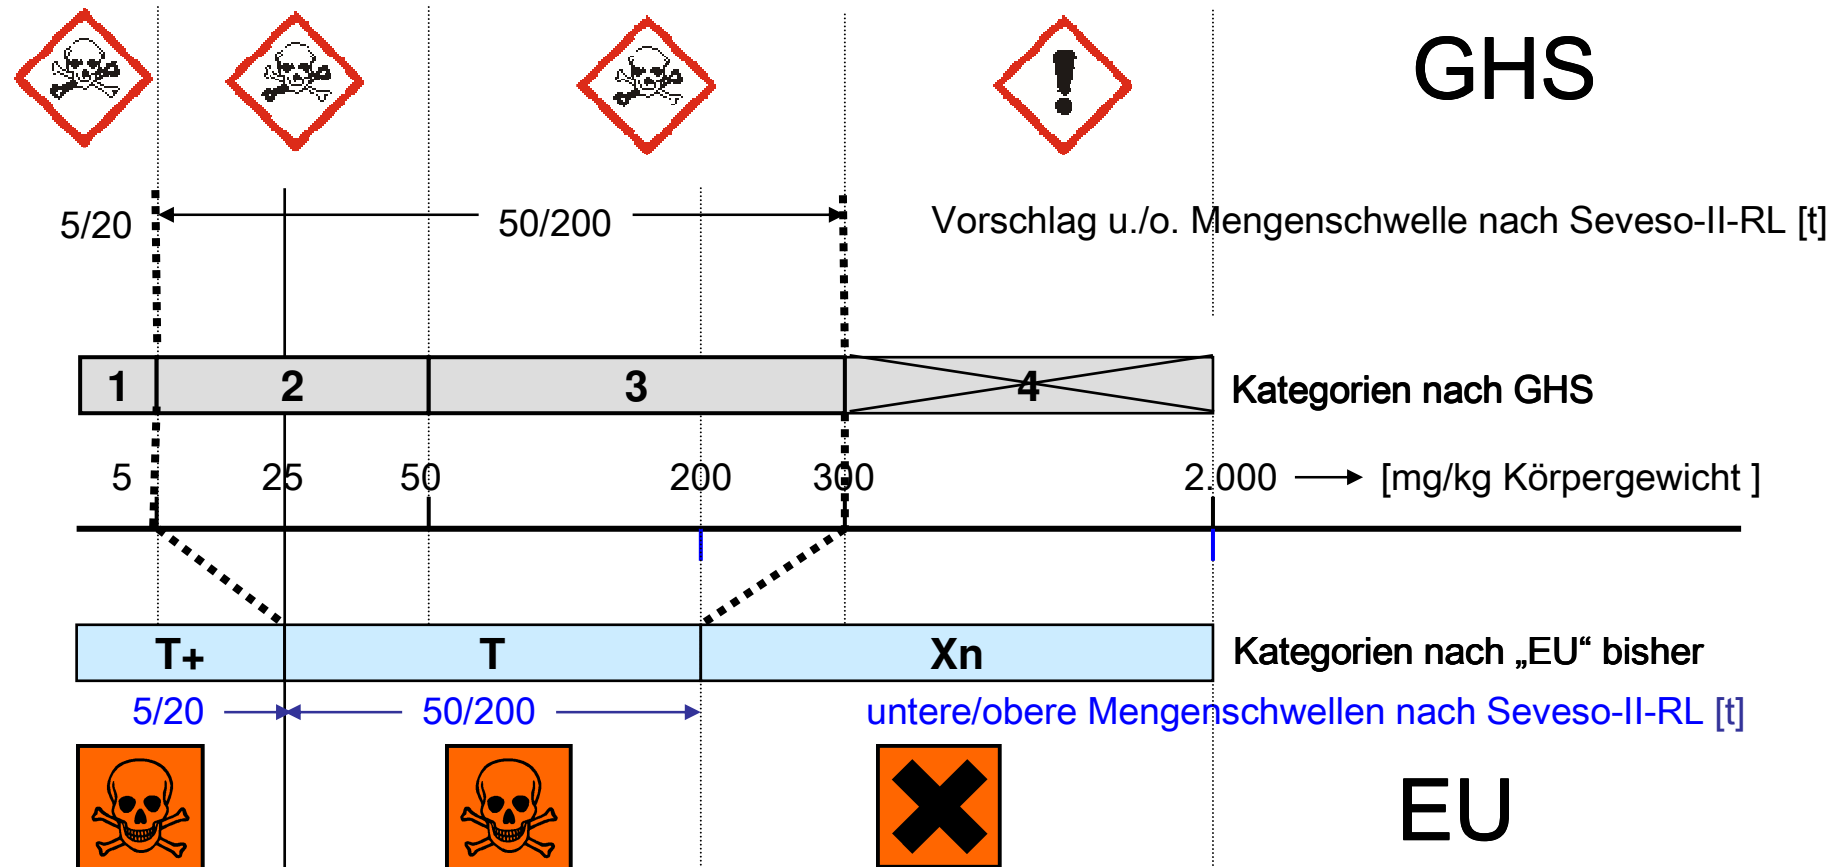 GHS
5/20 50/200 Vorschlag u./o. Mengenschwelle nach Seveso-II-RL [t]
1 2 3 4 Kategorien nach GHS
5 25 50 200 300 2.000 [mg/kg Körpergewicht ]
T+ T Xn Kategorien nach „EU“ bisher
5/20 50/200 untere/obere Mengenschwellen nach Seveso-II-RL [t]
EU